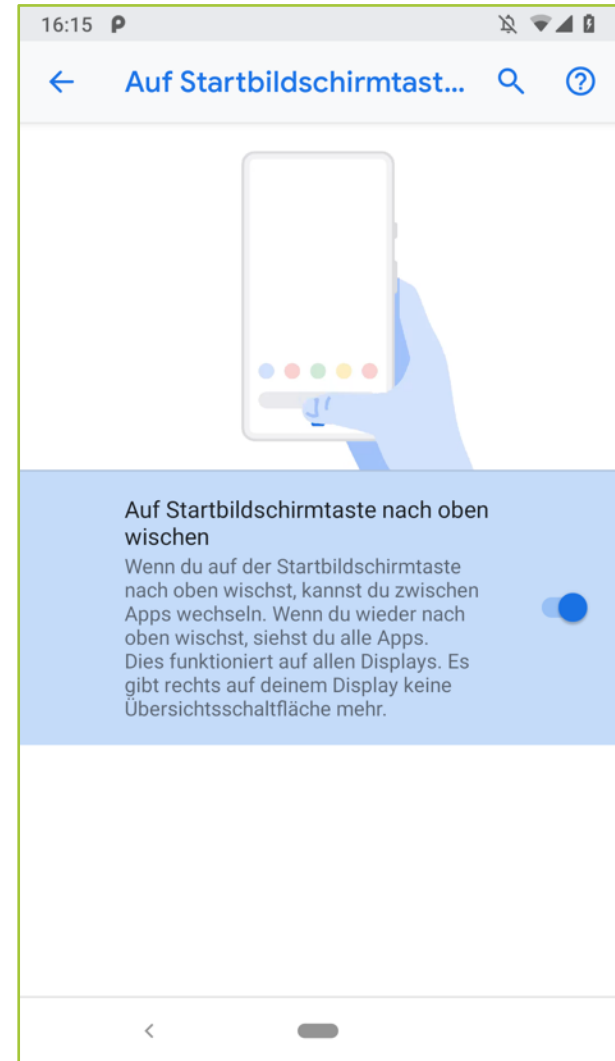 16:15
Auf Startbildschirmtast...
Auf Startbildschirmtaste nach oben
wischen
Wenn du auf der Startbildschirmtaste
nach oben wischst, kannst du zwischen
Apps wechseln. Wenn du wieder nach
oben wischst, siehst du alle Apps.
Dies funktioniert auf allen Displays. Es
gibt rechts auf deinem Display keine
Übersichtsschaltfläche mehr.